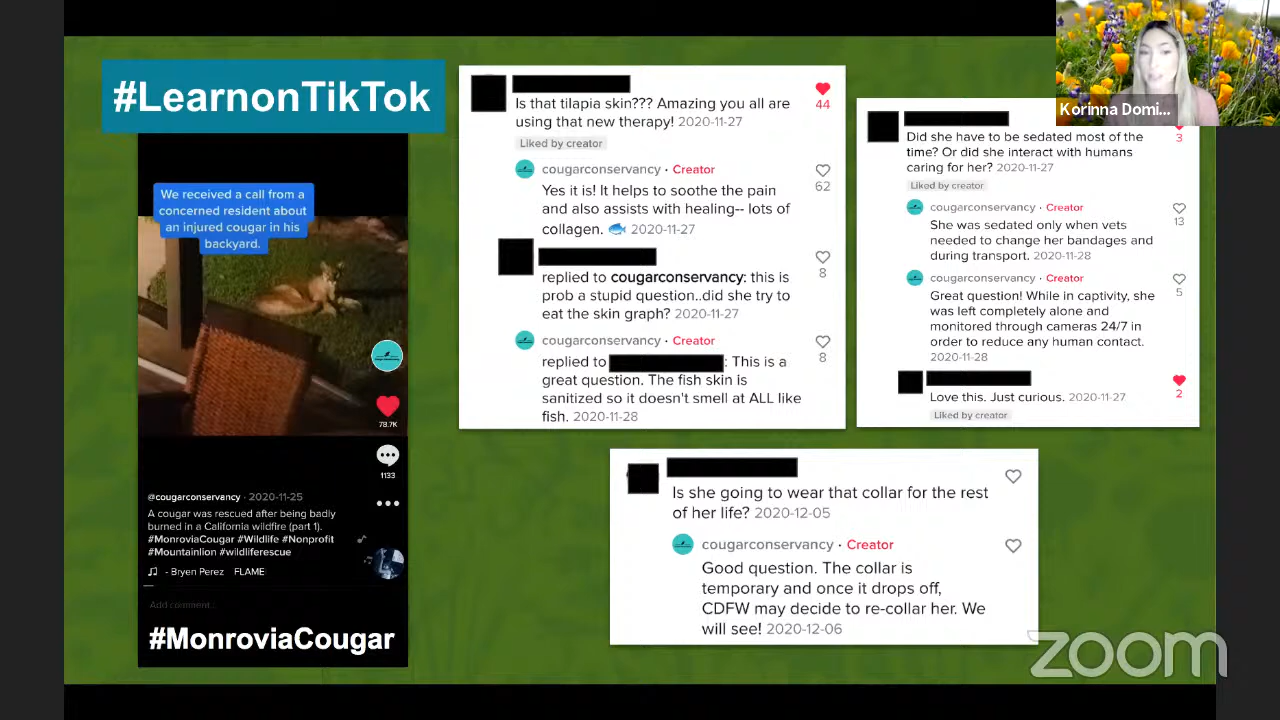 #LearnonTikTok
We received a call from a
concerned resident about
an injured cougar in his
backyard.
78.7K
1133
@cougarconservancy · 2020-11-25
A cougar was rescued after being badly
burned in a California wildfire (part 1).
#MonroviaCougar #Wildlife #Nonprofit
#Mountainlion #wildliferescue
- Bryen Perez FLAME
Add comment...
#MonroviaCougar
Is that tilapia skin??? Amazing you all are
using that new therapy! 2020-11-27
Liked by creator
44
cougarconservancy · Creator
Yes it is! It helps to soothe the pain
and also assists with healing-- lots of
collagen. 🐟 2020-11-27
62
replied to cougarconservancy: this is
prob a stupid question..did she try to
eat the skin graph? 2020-11-27
8
cougarconservancy · Creator
replied to : This is a
great question. The fish skin is
sanitized so it doesn't smell at ALL like
fish. 2020-11-28
8
Did she have to be sedated most of the
time? Or did she interact with humans
caring for her? 2020-11-27
Liked by creator
3
cougarconservancy · Creator
She was sedated only when vets
needed to change her bandages and
during transport. 2020-11-28
13
cougarconservancy · Creator
Great question! While in captivity, she
was left completely alone and
monitored through cameras 24/7 in
order to reduce any human contact.
2020-11-28
5
Love this. Just curious. 2020-11-27
Liked by creator
2
Is she going to wear that collar for the rest
of her life? 2020-12-05
cougarconservancy · Creator
Good question. The collar is
temporary and once it drops off,
CDFW may decide to re-collar her. We
will see! 2020-12-06
Korinna Domi...
zoom